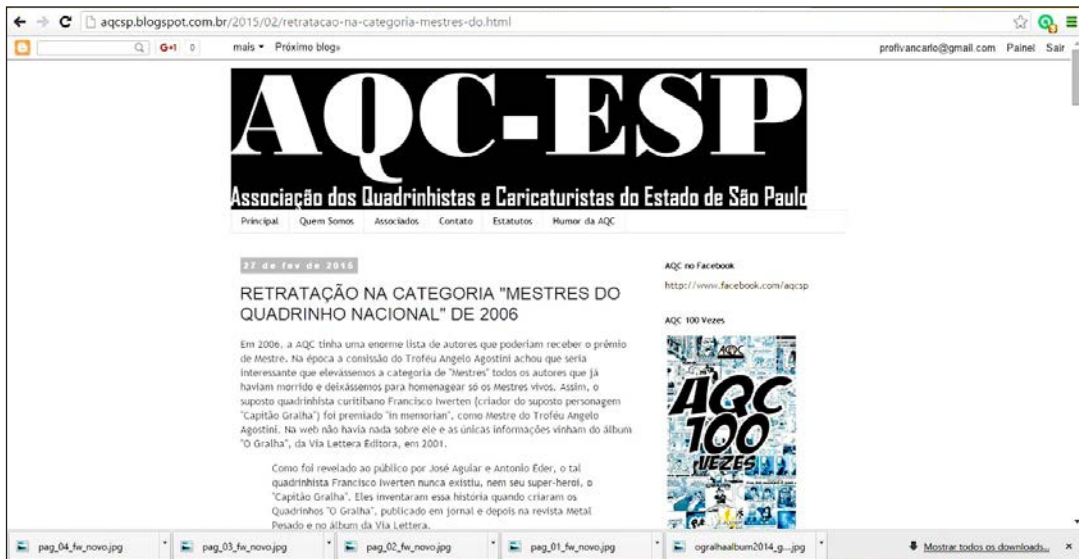 aqcsp.blogspot.com.br/2015/02/retratacao-na-categoria-mestres-do.html
G+1 0 mais Próximo blog» profivancarlo@gmail.com Painel Sair
AQC-ESP
Associação dos Quadrinhistas e Caricaturistas do Estado de São Paulo
Principal Quem Somos Associados Contato Estatutos Humor da AQC
27 de fev de 2015
RETRATAÇÃO NA CATEGORIA "MESTRES DO
QUADRINHO NACIONAL" DE 2006
Em 2006, a AQC tinha uma enorme lista de autores que poderiam receber o prêmio
de Mestre. Na época a comissão do Troféu Angelo Agostini achou que seria
interessante que elevássemos a categoria de "Mestres" todos os autores que já
haviam morrido e deixássemos para homenagear só os Mestres vivos. Assim, o
suposto quadrinhista curitibano Francisco Iwerten (criador do suposto personagem
"Capitão Gralha") foi premiado "in memorian", como Mestre do Troféu Angelo
Agostini. Na web não havia nada sobre ele e as únicas informações vinham do álbum
"O Gralha", da Via Lettera Éditora, em 2001.
Como foi revelado ao público por José Aguiar e Antonio Éder, o tal
quadrinhista Francisco Iwerten nunca existiu, nem seu super-heroi, o
"Capitão Gralha". Eles inventaram essa história quando criaram os
Quadrinhos "O Gralha", publicado em jornal e depois na revista Metal
Pesado e no álbum da Via Lettera.
AQC no Facebook
http://www.facebook.com/aqcsp
AQC 100 Vezes
AQC
AQC
100
VEZES
pag_04_fw_novo.jpg pag_03_fw_novo.jpg pag_02_fw_novo.jpg pag_01_fw_novo.jpg ogralhaalbum2014_g....jpg Mostrar todos os downloads...